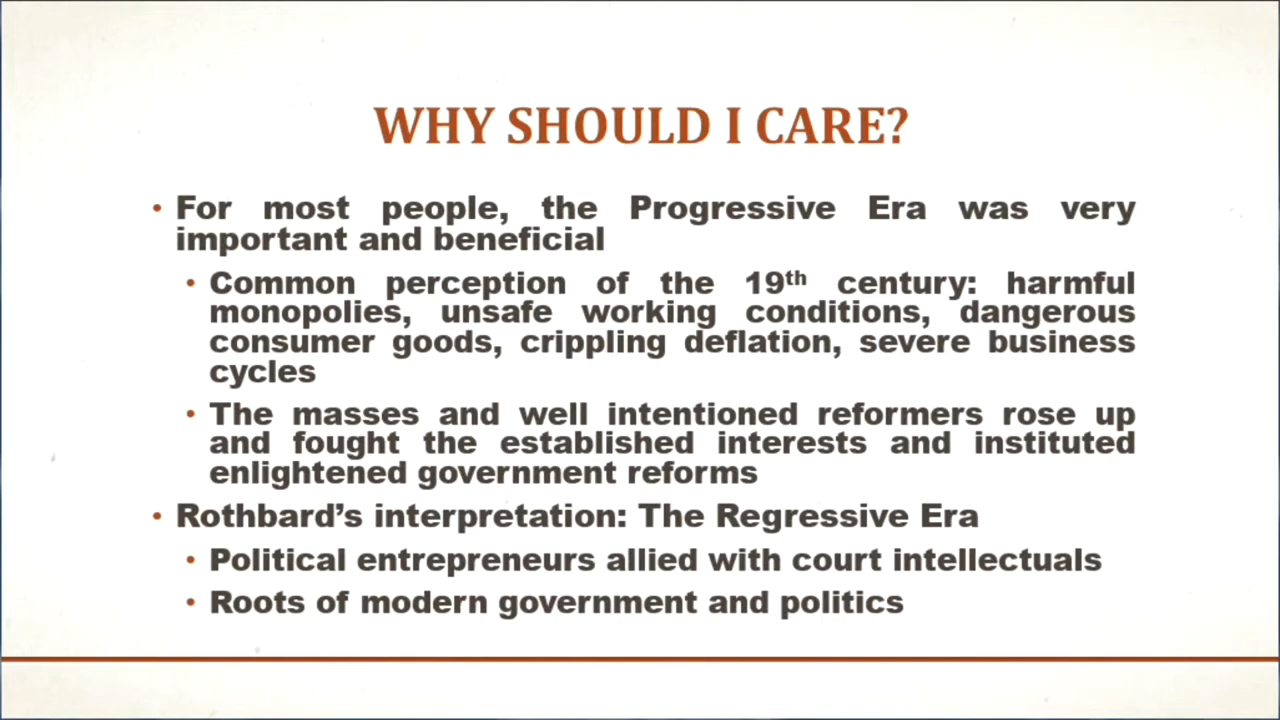 WHY SHOULD I CARE?
• For most people, the Progressive Era was very
important and beneficial
• Common perception of the 19th century: harmful
monopolies, unsafe working conditions, dangerous
consumer goods, crippling deflation, severe business
cycles
• The masses and well intentioned reformers rose up
and fought the established interests and instituted
enlightened government reforms
• Rothbard’s interpretation: The Regressive Era
• Political entrepreneurs allied with court intellectuals
• Roots of modern government and politics